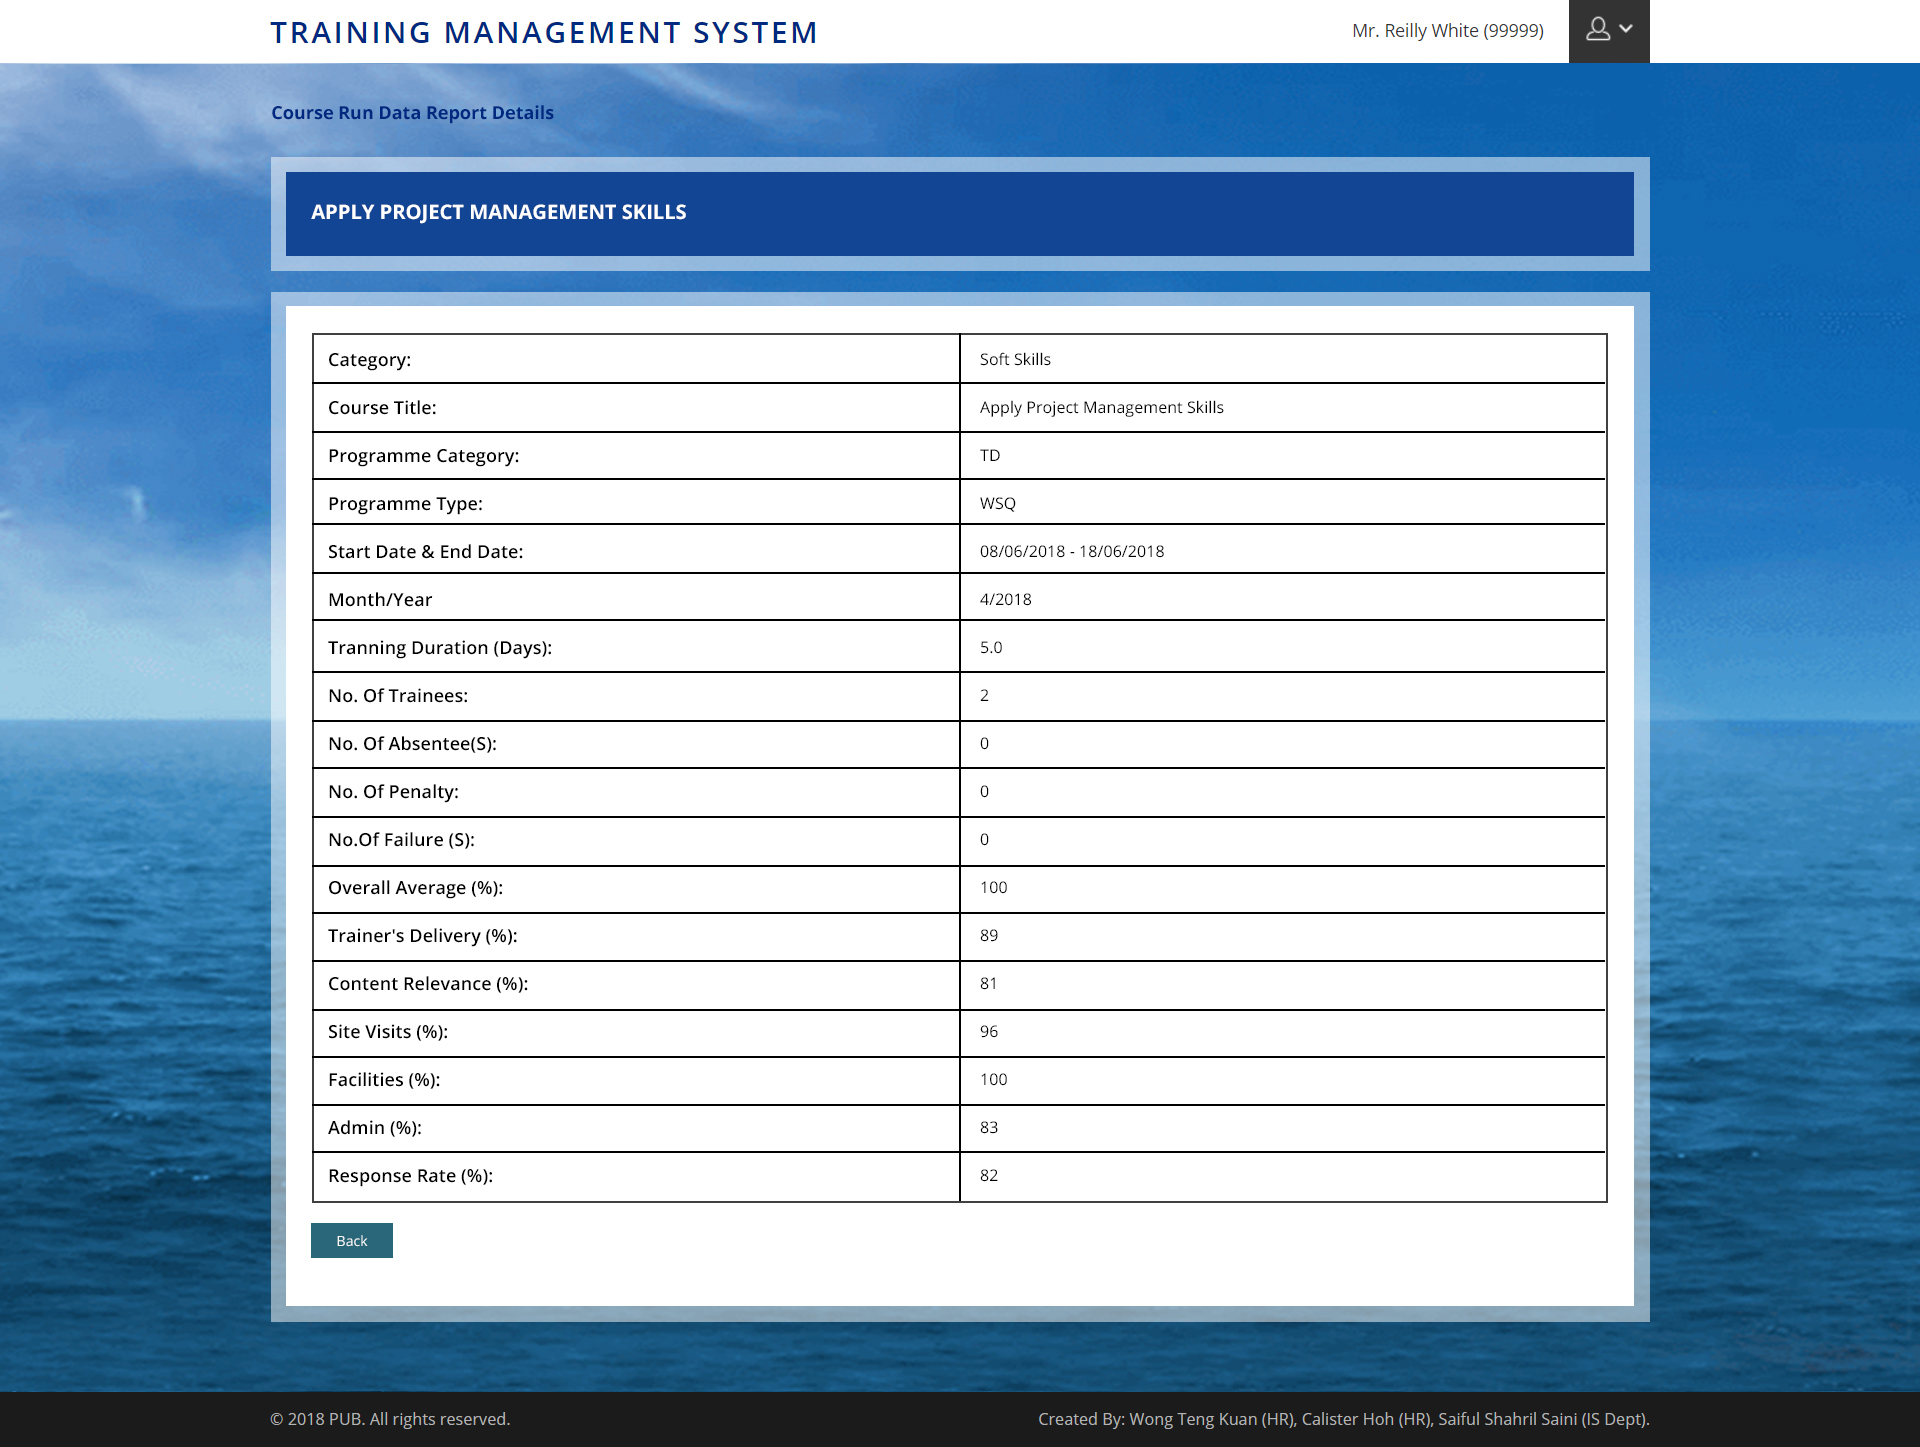 TRAINING MANAGEMENT SYSTEM
Mr. Reilly White (99999)
Course Run Data Report Details
APPLY PROJECT MANAGEMENT SKILLS
Category: Soft Skills
Course Title: Apply Project Management Skills
Programme Category: TD
Programme Type: WSQ
Start Date & End Date: 08/06/2018 - 18/06/2018
Month/Year 4/2018
Tranning Duration (Days): 5.0
No. Of Trainees: 2
No. Of Absentee(S): 0
No. Of Penalty: 0
No.Of Failure (S): 0
Overall Average (%): 100
Trainer's Delivery (%): 89
Content Relevance (%): 81
Site Visits (%): 96
Facilities (%): 100
Admin (%): 83
Response Rate (%): 82
Back
© 2018 PUB. All rights reserved.
Created By: Wong Teng Kuan (HR), Calister Hoh (HR), Saiful Shahril Saini (IS Dept).